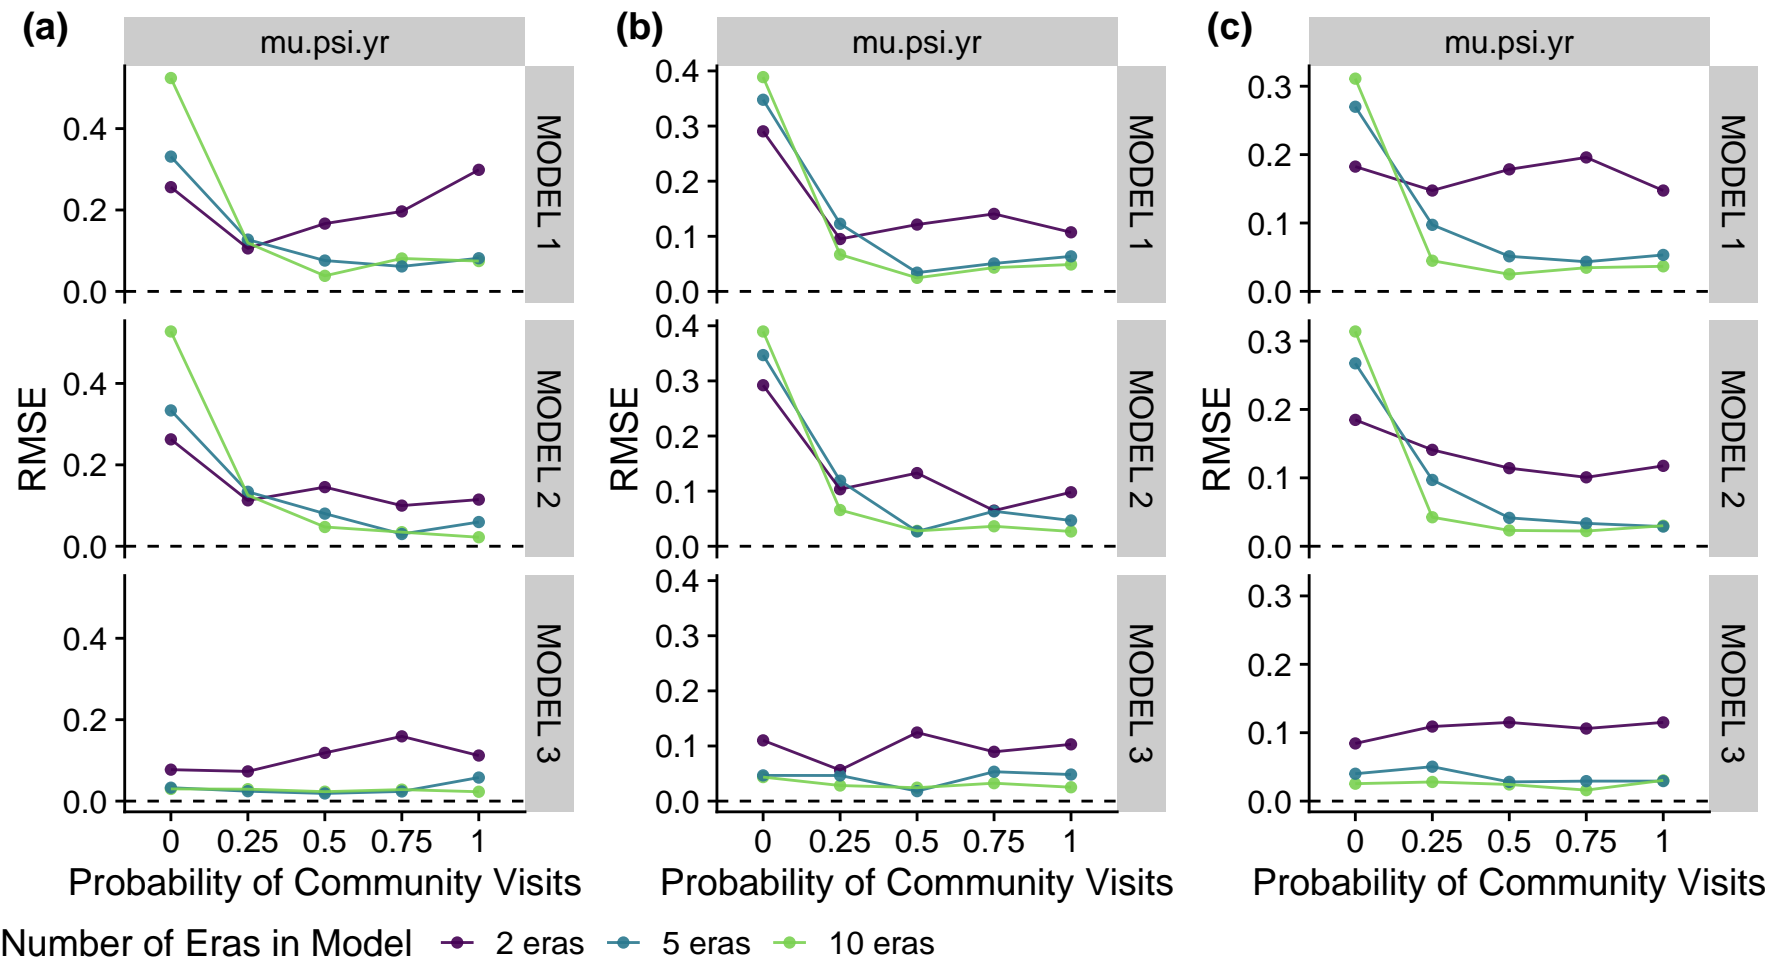 (a)
mu.psi.yr
(b)
mu.psi.yr
(c)
mu.psi.yr
RMSE
0.4
0.2
0.0
MODEL 1
0.4
0.2
0.0
MODEL 2
0.4
0.2
0.0
MODEL 3
0 0.25 0.5 0.75 1
Probability of Community Visits
RMSE
0.4
0.3
0.2
0.1
0.0
MODEL 1
0.4
0.3
0.2
0.1
0.0
MODEL 2
0.4
0.3
0.2
0.1
0.0
MODEL 3
0 0.25 0.5 0.75 1
Probability of Community Visits
RMSE
0.3
0.2
0.1
0.0
MODEL 1
0.3
0.2
0.1
0.0
MODEL 2
0.3
0.2
0.1
0.0
MODEL 3
0 0.25 0.5 0.75 1
Probability of Community Visits
Number of Eras in Model 2 eras 5 eras 10 eras